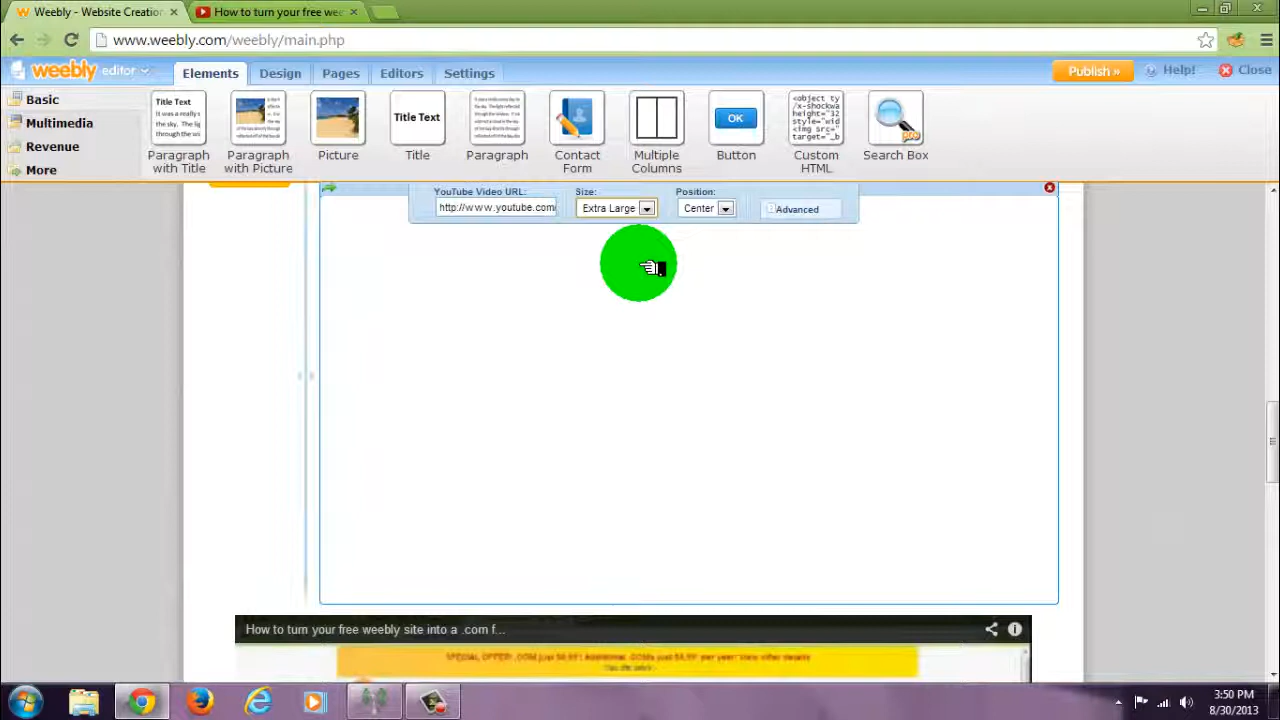 Weebly - Website Creation
How to turn your free wee
www.weebly.com/weebly/main.php
weebly editor
Elements
Design
Pages
Editors
Settings
Publish »
Help!
Close
Basic
Multimedia
Revenue
More
Title Text
Title Text
OK
Paragraph with Title
Paragraph with Picture
Picture
Title
Paragraph
Contact Form
Multiple Columns
Button
Custom HTML
Search Box
YouTube Video URL:
Size:
Position:
http://www.youtube.com/
Extra Large
Center
Advanced
How to turn your free weebly site into a .com f...
3:50 PM
8/30/2013